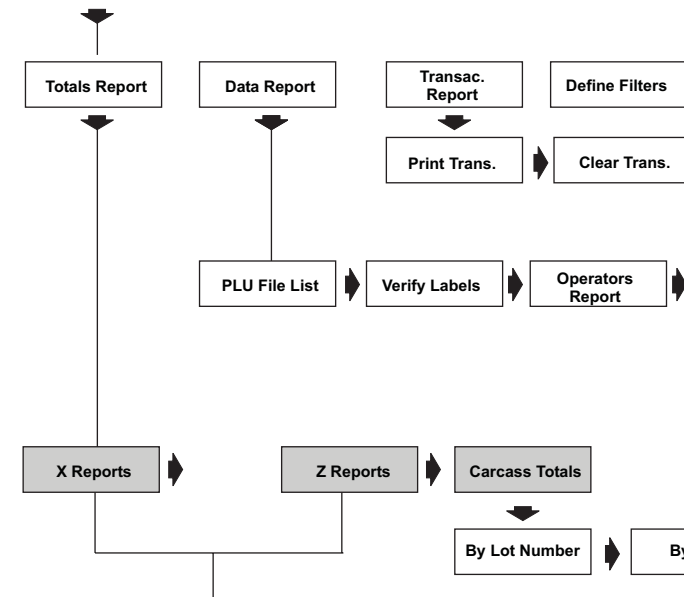 Totals Report
Data Report
Transac.
Report
Define Filters
Print Trans.
Clear Trans.
PLU File List
Verify Labels
Operators
Report
X Reports
Z Reports
Carcass Totals
By Lot Number
By